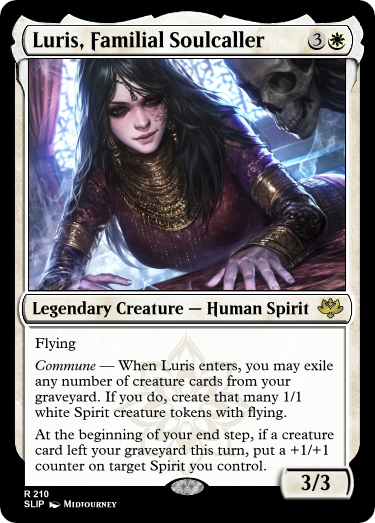 Luris, Familial Soulcaller 3
Legendary Creature — Human Spirit
Flying
Commune — When Luris enters, you may exile
any number of creature cards from your
graveyard. If you do, create that many 1/1
white Spirit creature tokens with flying.
At the beginning of your end step, if a creature
card left your graveyard this turn, put a +1/+1
counter on target Spirit you control.
3/3
R 210
SLIP Midjourney